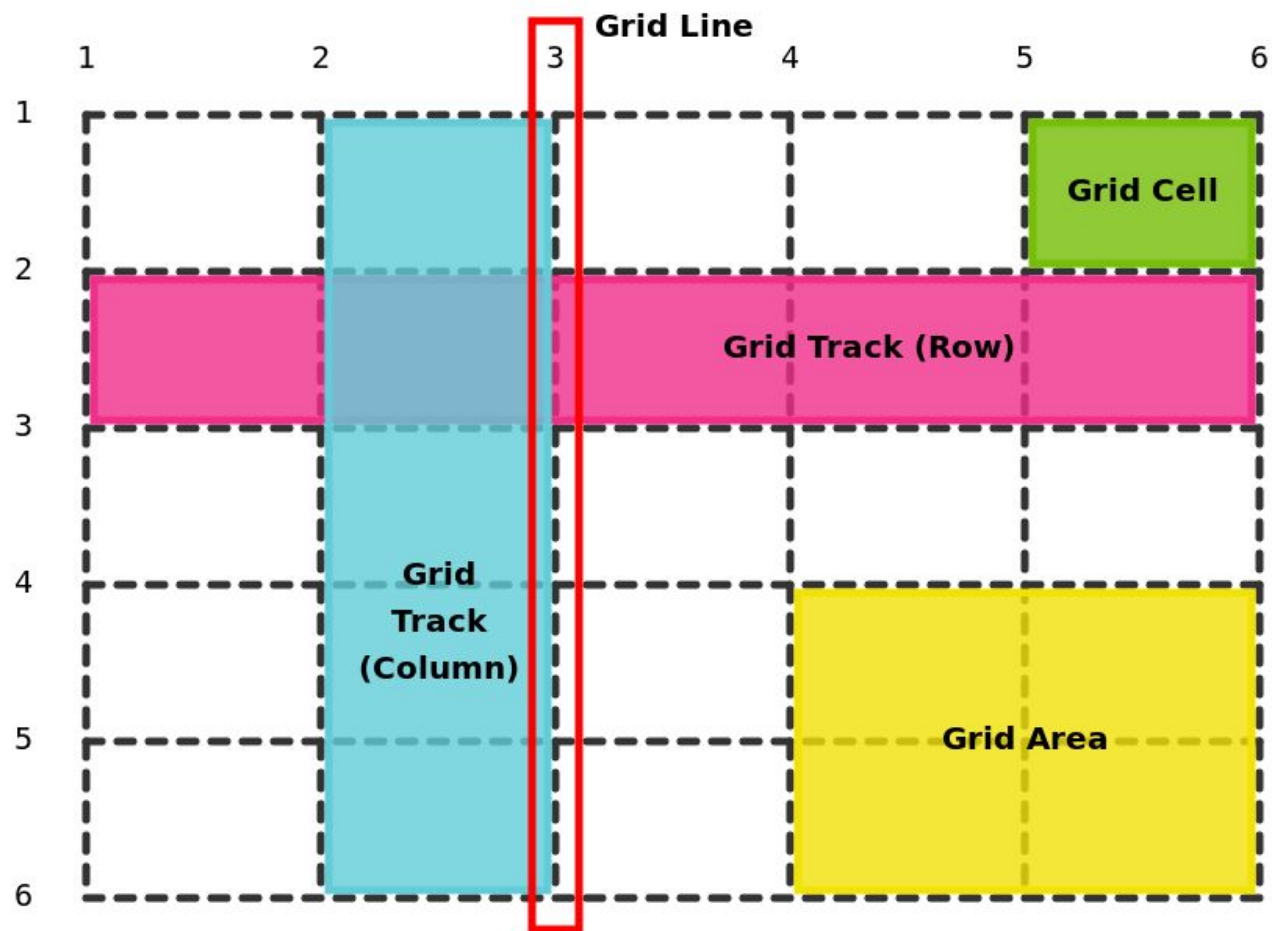 Grid Line
1 2 3 4 5 6
1
Grid Cell
2
Grid Track (Row)
3
Grid
Track
(Column)
4
5
Grid Area
6